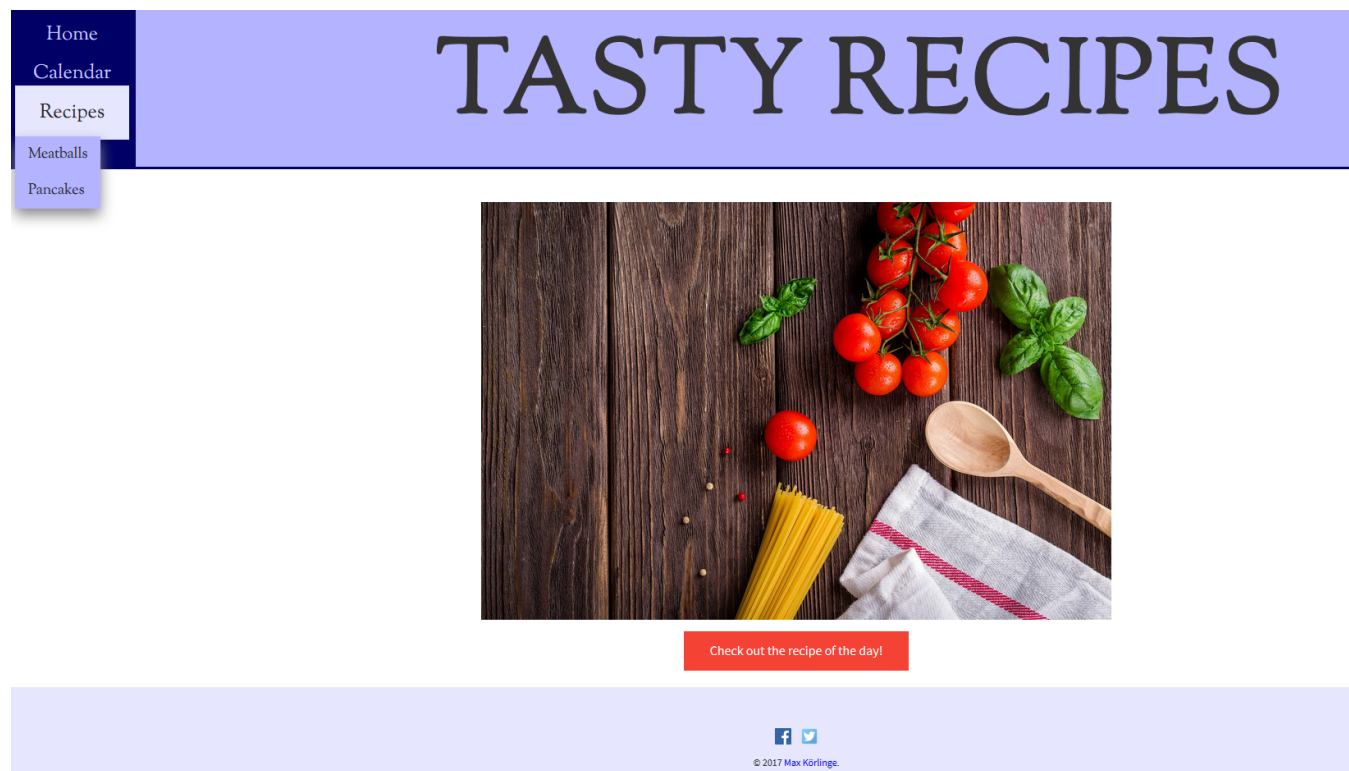 Home
Calendar
Recipes
Meatballs
Pancakes
TASTY RECIPES
Check out the recipe of the day!
© 2017 Max Körlinge.